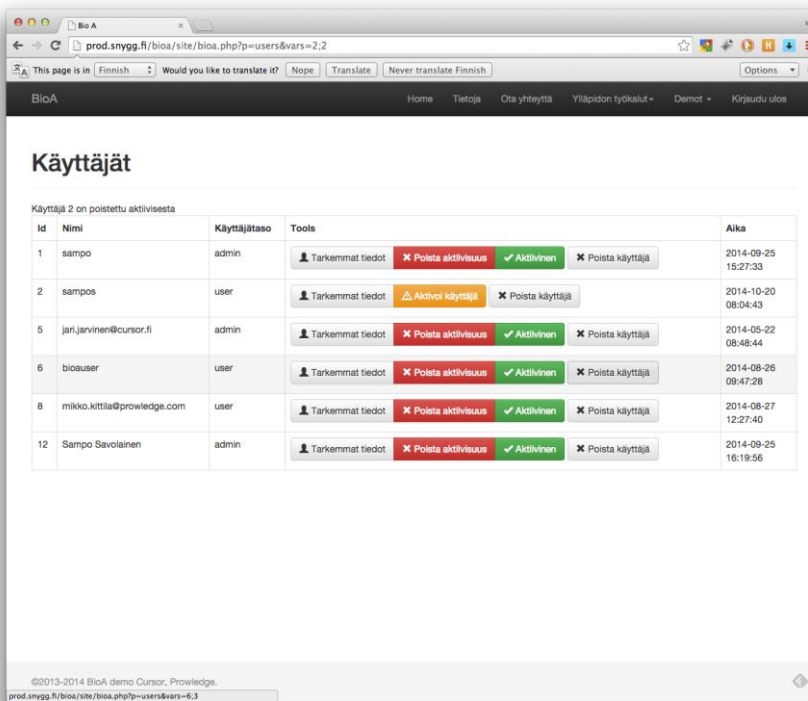 Bio A
prod.snygg.fi/bioa/site/bioa.php?p=users&vars=2;2
This page is in Finnish Would you like to translate it? Nope Translate Never translate Finnish Options
BioA Home Tietoja Ota yhteyttä Ylläpidon työkalut Demot Kirjaudu ulos
Käyttäjät
Käyttäjä 2 on poistettu aktiivisesta
Id Nimi Käyttäjätaso Tools Aika
1 sampo admin Tarkemmat tiedot Poista aktiivisuus Aktiivinen Poista käyttäjä 2014-09-25
15:27:33
2 sampos user Tarkemmat tiedot Aktivoi käyttäjä Poista käyttäjä 2014-10-20
08:04:43
5 jari.jarvinen@cursor.fi admin Tarkemmat tiedot Poista aktiivisuus Aktiivinen Poista käyttäjä 2014-05-22
08:48:44
6 bioauser user Tarkemmat tiedot Poista aktiivisuus Aktiivinen Poista käyttäjä 2014-08-26
09:47:28
8 mikko.kittila@prowledge.com user Tarkemmat tiedot Poista aktiivisuus Aktiivinen Poista käyttäjä 2014-08-27
12:27:40
12 Sampo Savolainen admin Tarkemmat tiedot Poista aktiivisuus Aktiivinen Poista käyttäjä 2014-09-25
16:19:56
©2013-2014 BioA demo Cursor, Prowledge.
prod.snygg.fi/bioa/site/bioa.php?p=users&vars=6;3